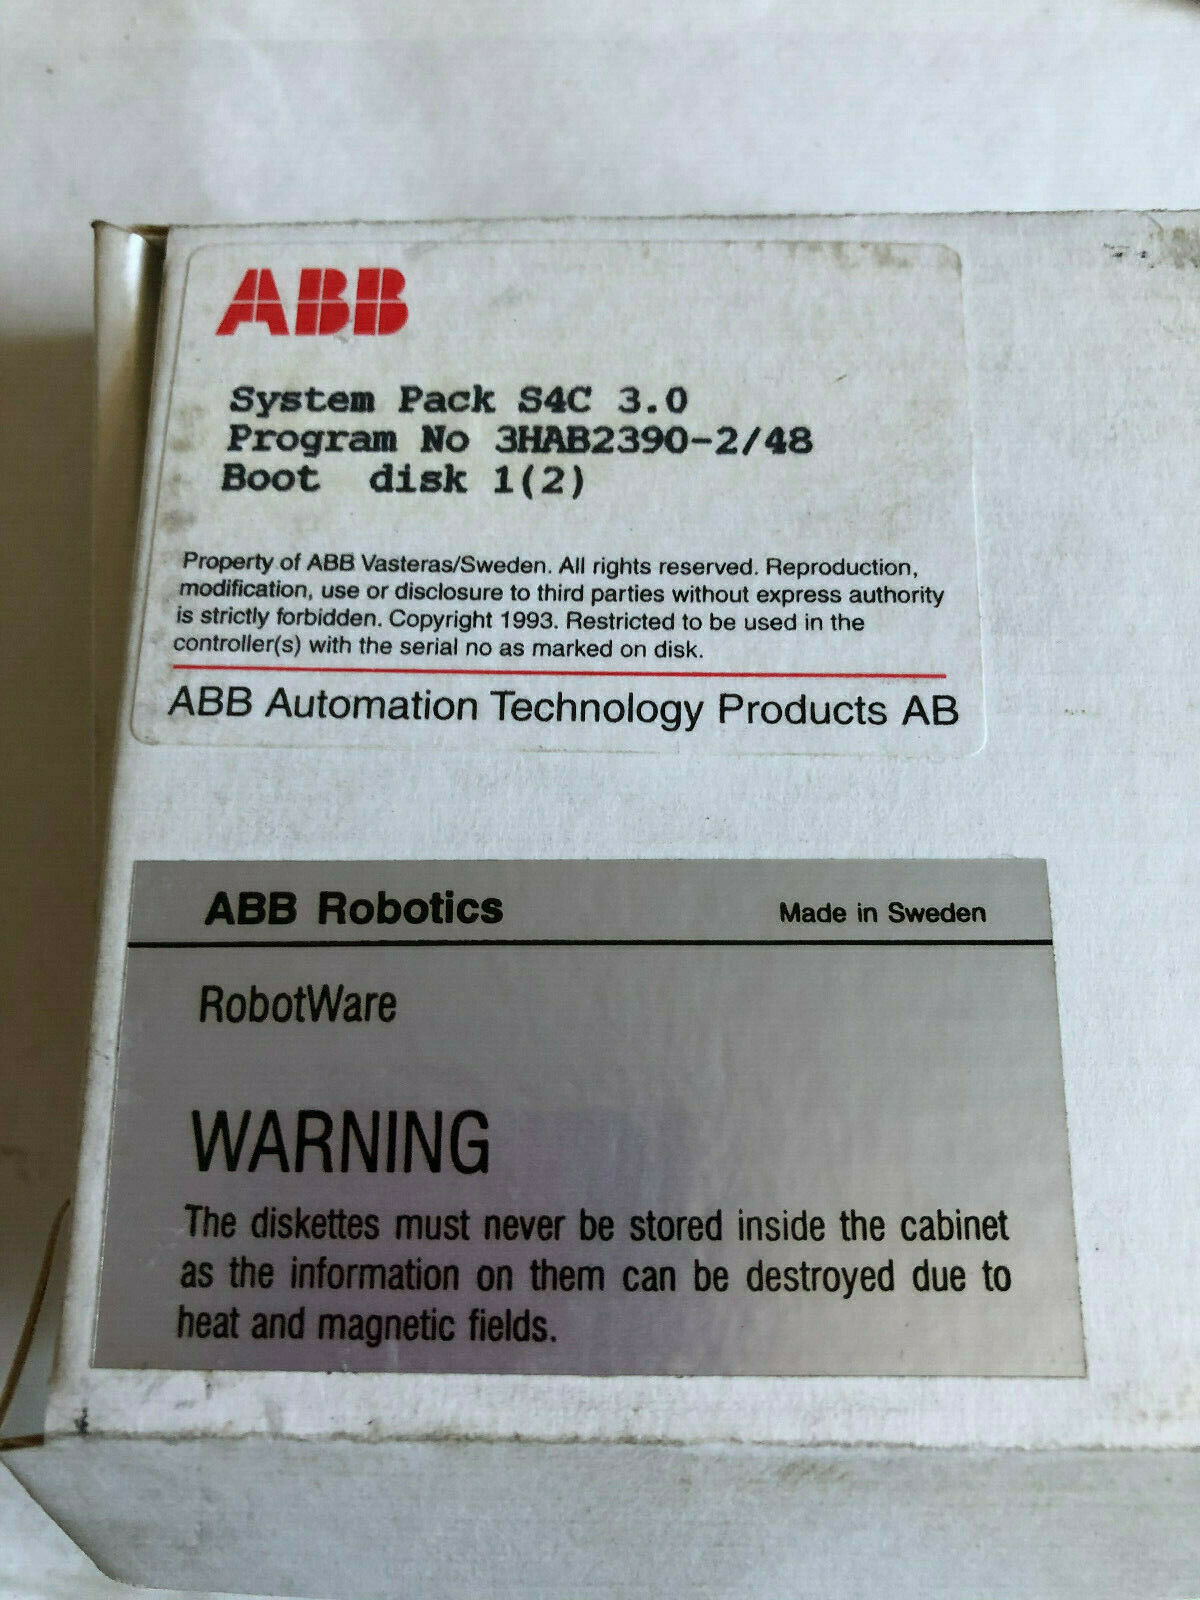 ABB
System Pack S4C 3.0
Program No 3HAB2390-2/48
Boot disk 1(2)
Property of ABB Vasteras/Sweden. All rights reserved. Reproduction,
modification, use or disclosure to third parties without express authority
is strictly forbidden. Copyright 1993. Restricted to be used in the
controller(s) with the serial no as marked on disk.
ABB Automation Technology Products AB
ABB Robotics Made in Sweden
RobotWare
WARNING
The diskettes must never be stored inside the cabinet
as the information on them can be destroyed due to
heat and magnetic fields.